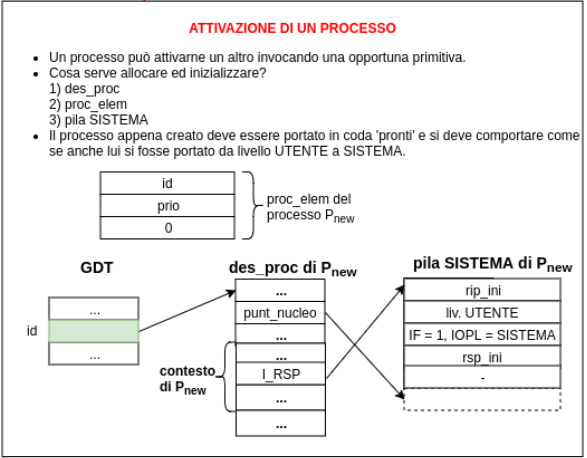 ATTIVAZIONE DI UN PROCESSO
• Un processo può attivarne un altro invocando una opportuna primitiva.
• Cosa serve allocare ed inizializzare?
1) des_proc
2) proc_elem
3) pila SISTEMA
• Il processo appena creato deve essere portato in coda 'pronti' e si deve comportare come
se anche lui si fosse portato da livello UTENTE a SISTEMA.
id
prio
0
proc_elem del
processo Pnew
GDT
...
id
...
des_proc di Pnew
...
punt_nucleo
...
...
I_RSP
...
...
contesto
di Pnew
pila SISTEMA di Pnew
rip_ini
liv. UTENTE
IF = 1, IOPL = SISTEMA
rsp_ini
-